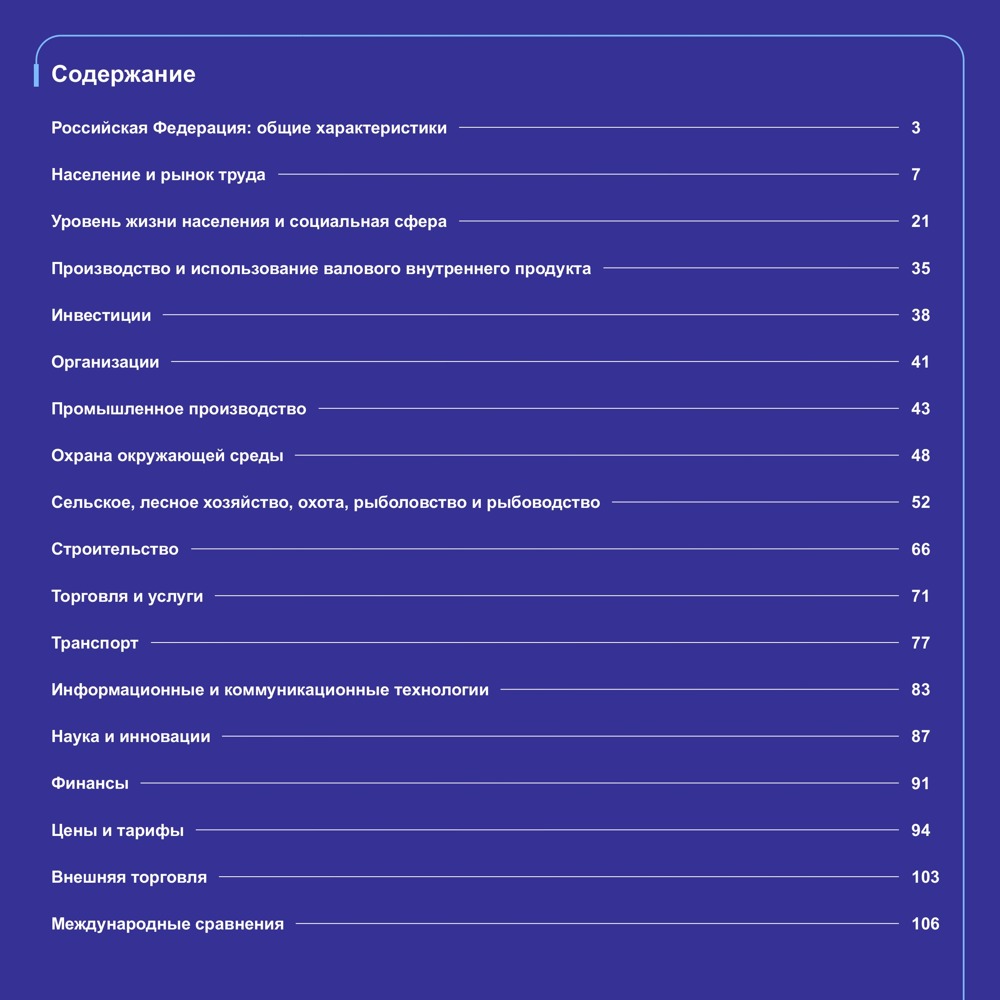 Содержание
Российская Федерация: общие характеристики 3
Население и рынок труда 7
Уровень жизни населения и социальная сфера 21
Производство и использование валового внутреннего продукта 35
Инвестиции 38
Организации 41
Промышленное производство 43
Охрана окружающей среды 48
Сельское, лесное хозяйство, охота, рыболовство и рыбоводство 52
Строительство 66
Торговля и услуги 71
Транспорт 77
Информационные и коммуникационные технологии 83
Наука и инновации 87
Финансы 91
Цены и тарифы 94
Внешняя торговля 103
Международные сравнения 106